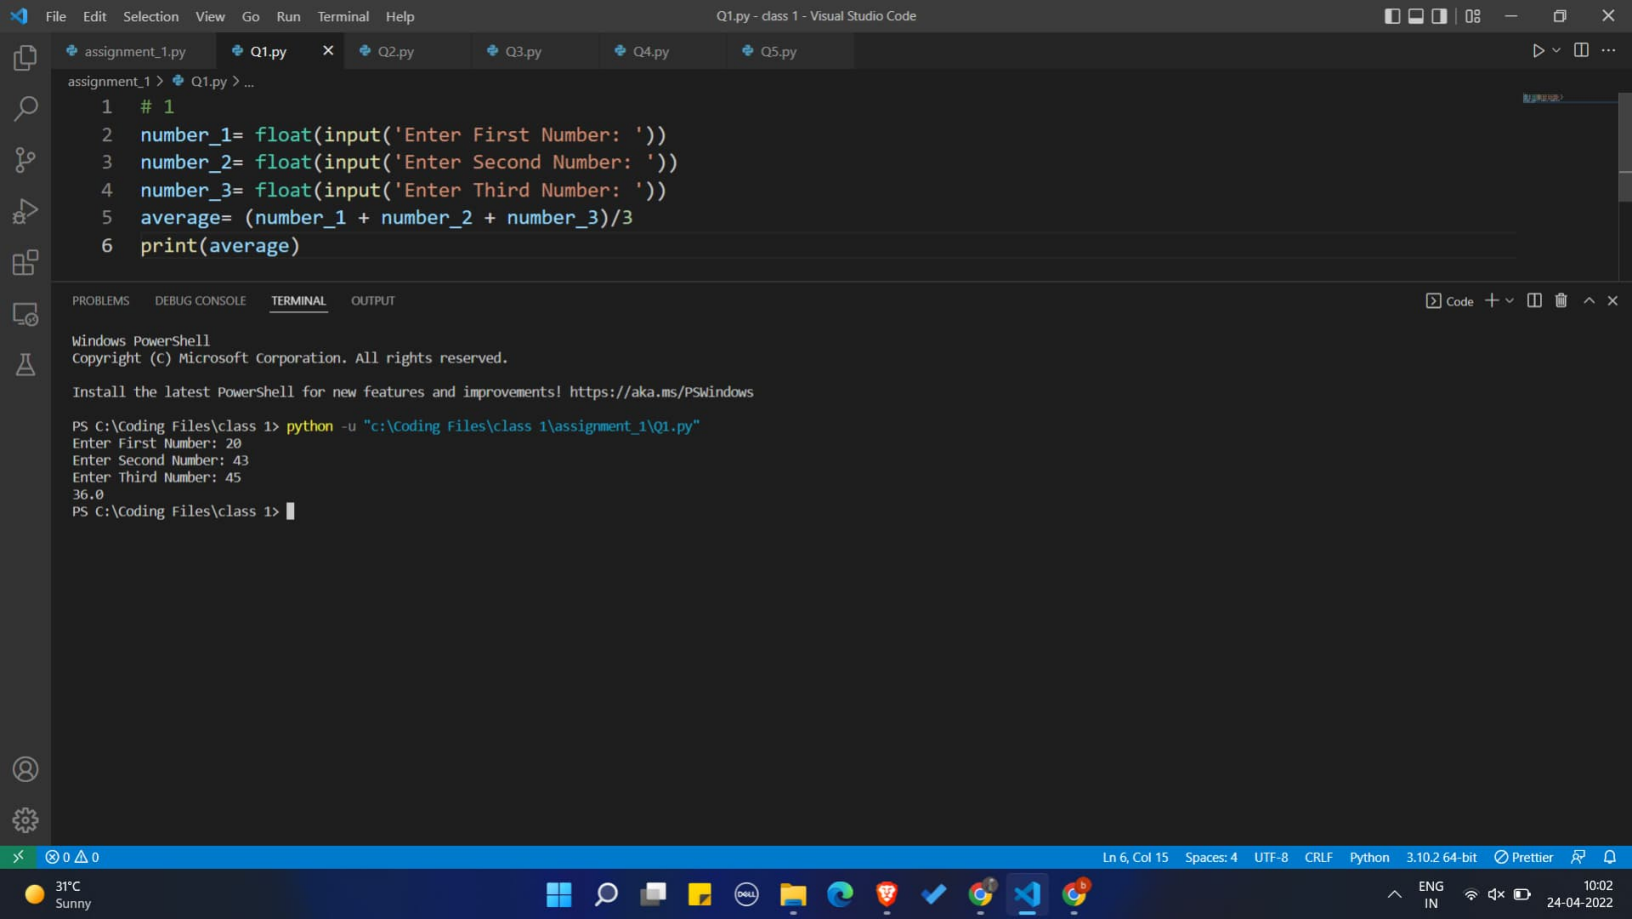 File Edit Selection View Go Run Terminal Help Q1.py - class 1 - Visual Studio Code
assignment_1.py Q1.py Q2.py Q3.py Q4.py Q5.py
assignment_1 > Q1.py > ...
1 # 1
2 number_1= float(input('Enter First Number: '))
3 number_2= float(input('Enter Second Number: '))
4 number_3= float(input('Enter Third Number: '))
5 average= (number_1 + number_2 + number_3)/3
6 print(average)
PROBLEMS DEBUG CONSOLE TERMINAL OUTPUT Code
Windows PowerShell
Copyright (C) Microsoft Corporation. All rights reserved.
Install the latest PowerShell for new features and improvements! https://aka.ms/PSWindows
PS C:\Coding Files\class 1> python -u "c:\Coding Files\class 1\assignment_1\Q1.py"
Enter First Number: 20
Enter Second Number: 43
Enter Third Number: 45
36.0
PS C:\Coding Files\class 1>
0 0 Ln 6, Col 15 Spaces: 4 UTF-8 CRLF Python 3.10.2 64-bit Prettier
31°C
Sunny
DELL
b
ENG
IN
10:02
24-04-2022